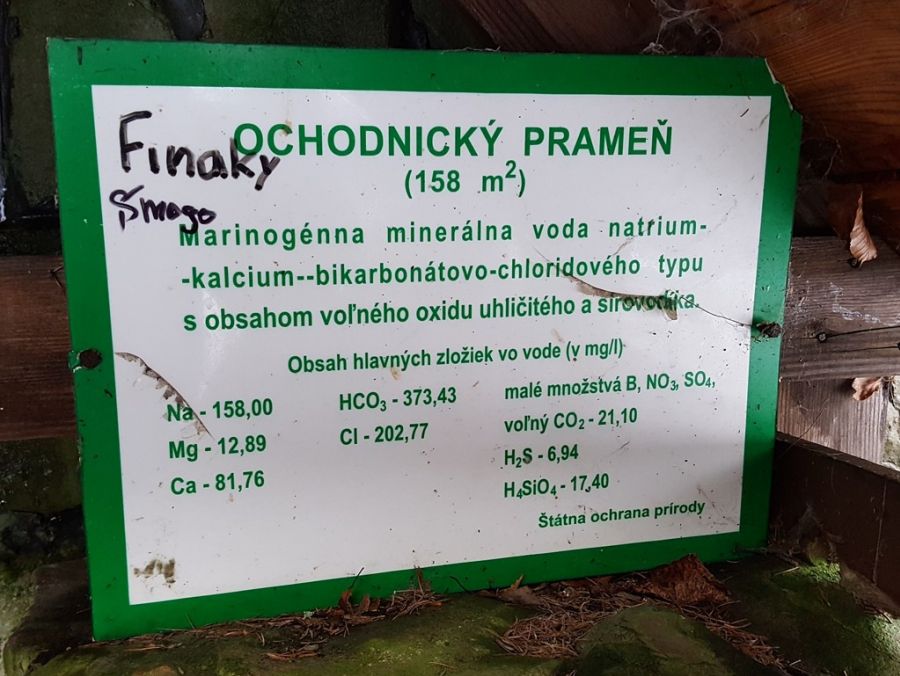 Finaky
Šmogo
OCHODNICKÝ PRAMEŇ
(158 m²)
Marinogénna minerálna voda natrium-
-kalcium--bikarbonátovo-chloridového typu
s obsahom voľného oxidu uhličitého a sírovodíka.
Obsah hlavných zložiek vo vode (v mg/l)
Na - 158,00
Mg - 12,89
Ca - 81,76
HCO₃ - 373,43
Cl - 202,77
malé množstvá B, NO₃, SO₄,
voľný CO₂ - 21,10
H₂S - 6,94
H₄SiO₄ - 17,40
Štátna ochrana prírody